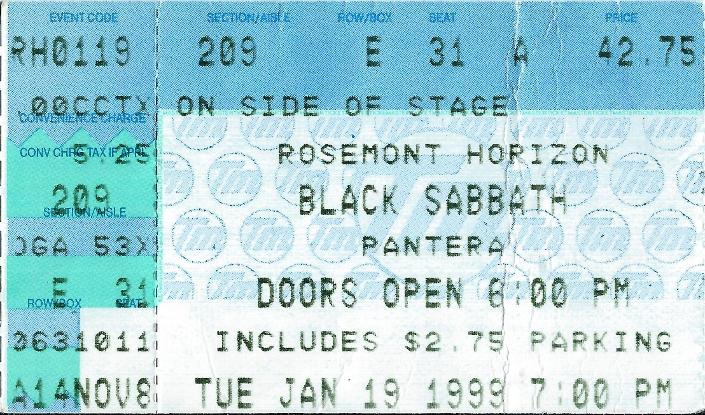 EVENT CODE SECTION/AISLE ROW/BOX SEAT PRICE
RH0119 209 E 31 A 42.75
00CCTX ON SIDE OF STAGE
CONVENIENCE CHARGE
CONV CHRG TAX IF APPL
5.25 ROSEMONT HORIZON
209 BLACK SABBATH
SECTION/AISLE
53X PANTERA
E 31 DOORS OPEN 6:00 PM
ROW/BOX SEAT
0631011 INCLUDES $2.75 PARKING
A14NOV8 TUE JAN 19 1999 7:00 PM